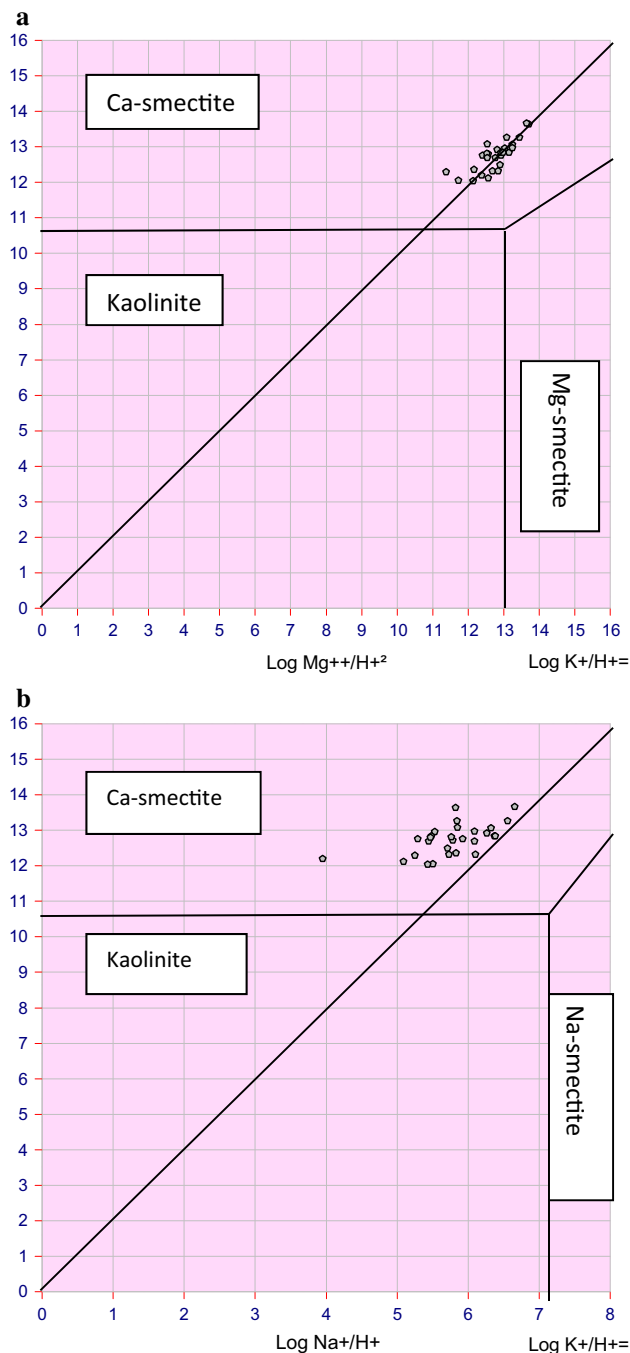 a
16
15
Ca-smectite
14
13
12
11
10
9
Kaolinite
8
7
6
Mg-smectite
5
4
3
2
1
0
0 1 2 3 4 5 6 7 8 9 10 11 12 13 14 15 16
Log Mg++/H+² Log K+/H+=
b
16
15
Ca-smectite
14
13
12
11
10
Kaolinite
9
8
7
Na-smectite
6
5
4
3
2
1
0
0 1 2 3 4 5 6 7 8
Log Na+/H+ Log K+/H+=